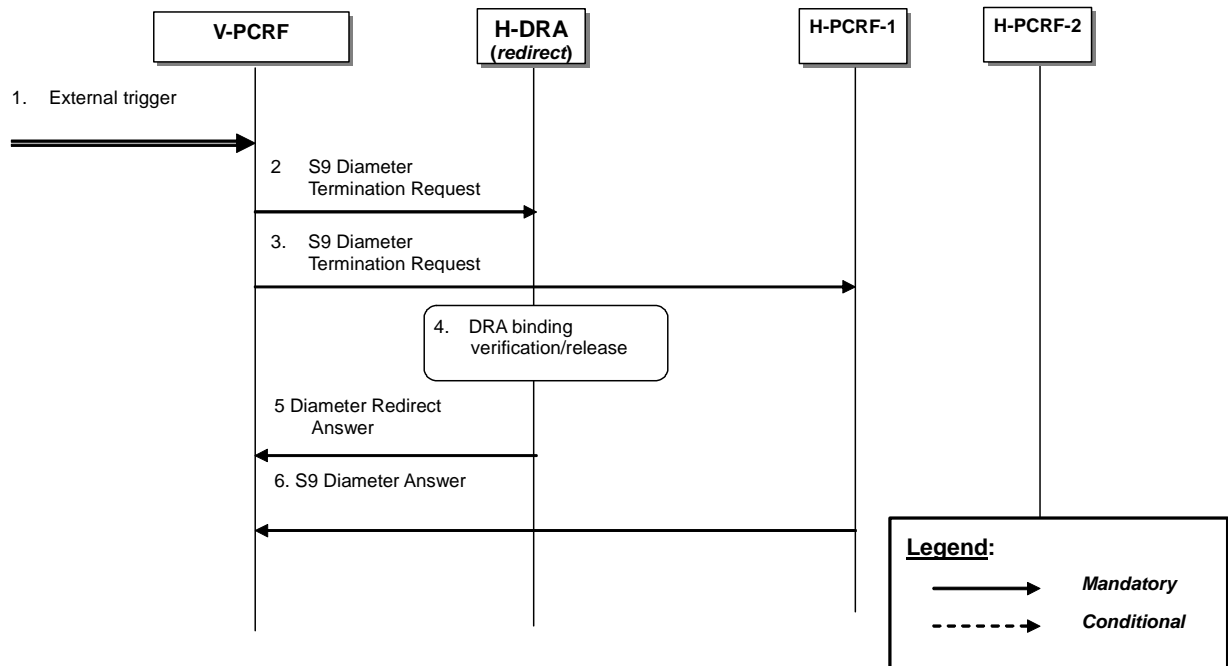 V-PCRF
H-DRA
(redirect)
H-PCRF-1
H-PCRF-2
1. External trigger
2 S9 Diameter
Termination Request
3. S9 Diameter
Termination Request
4. DRA binding
verification/release
5 Diameter Redirect
Answer
6. S9 Diameter Answer
Legend:
Mandatory
Conditional